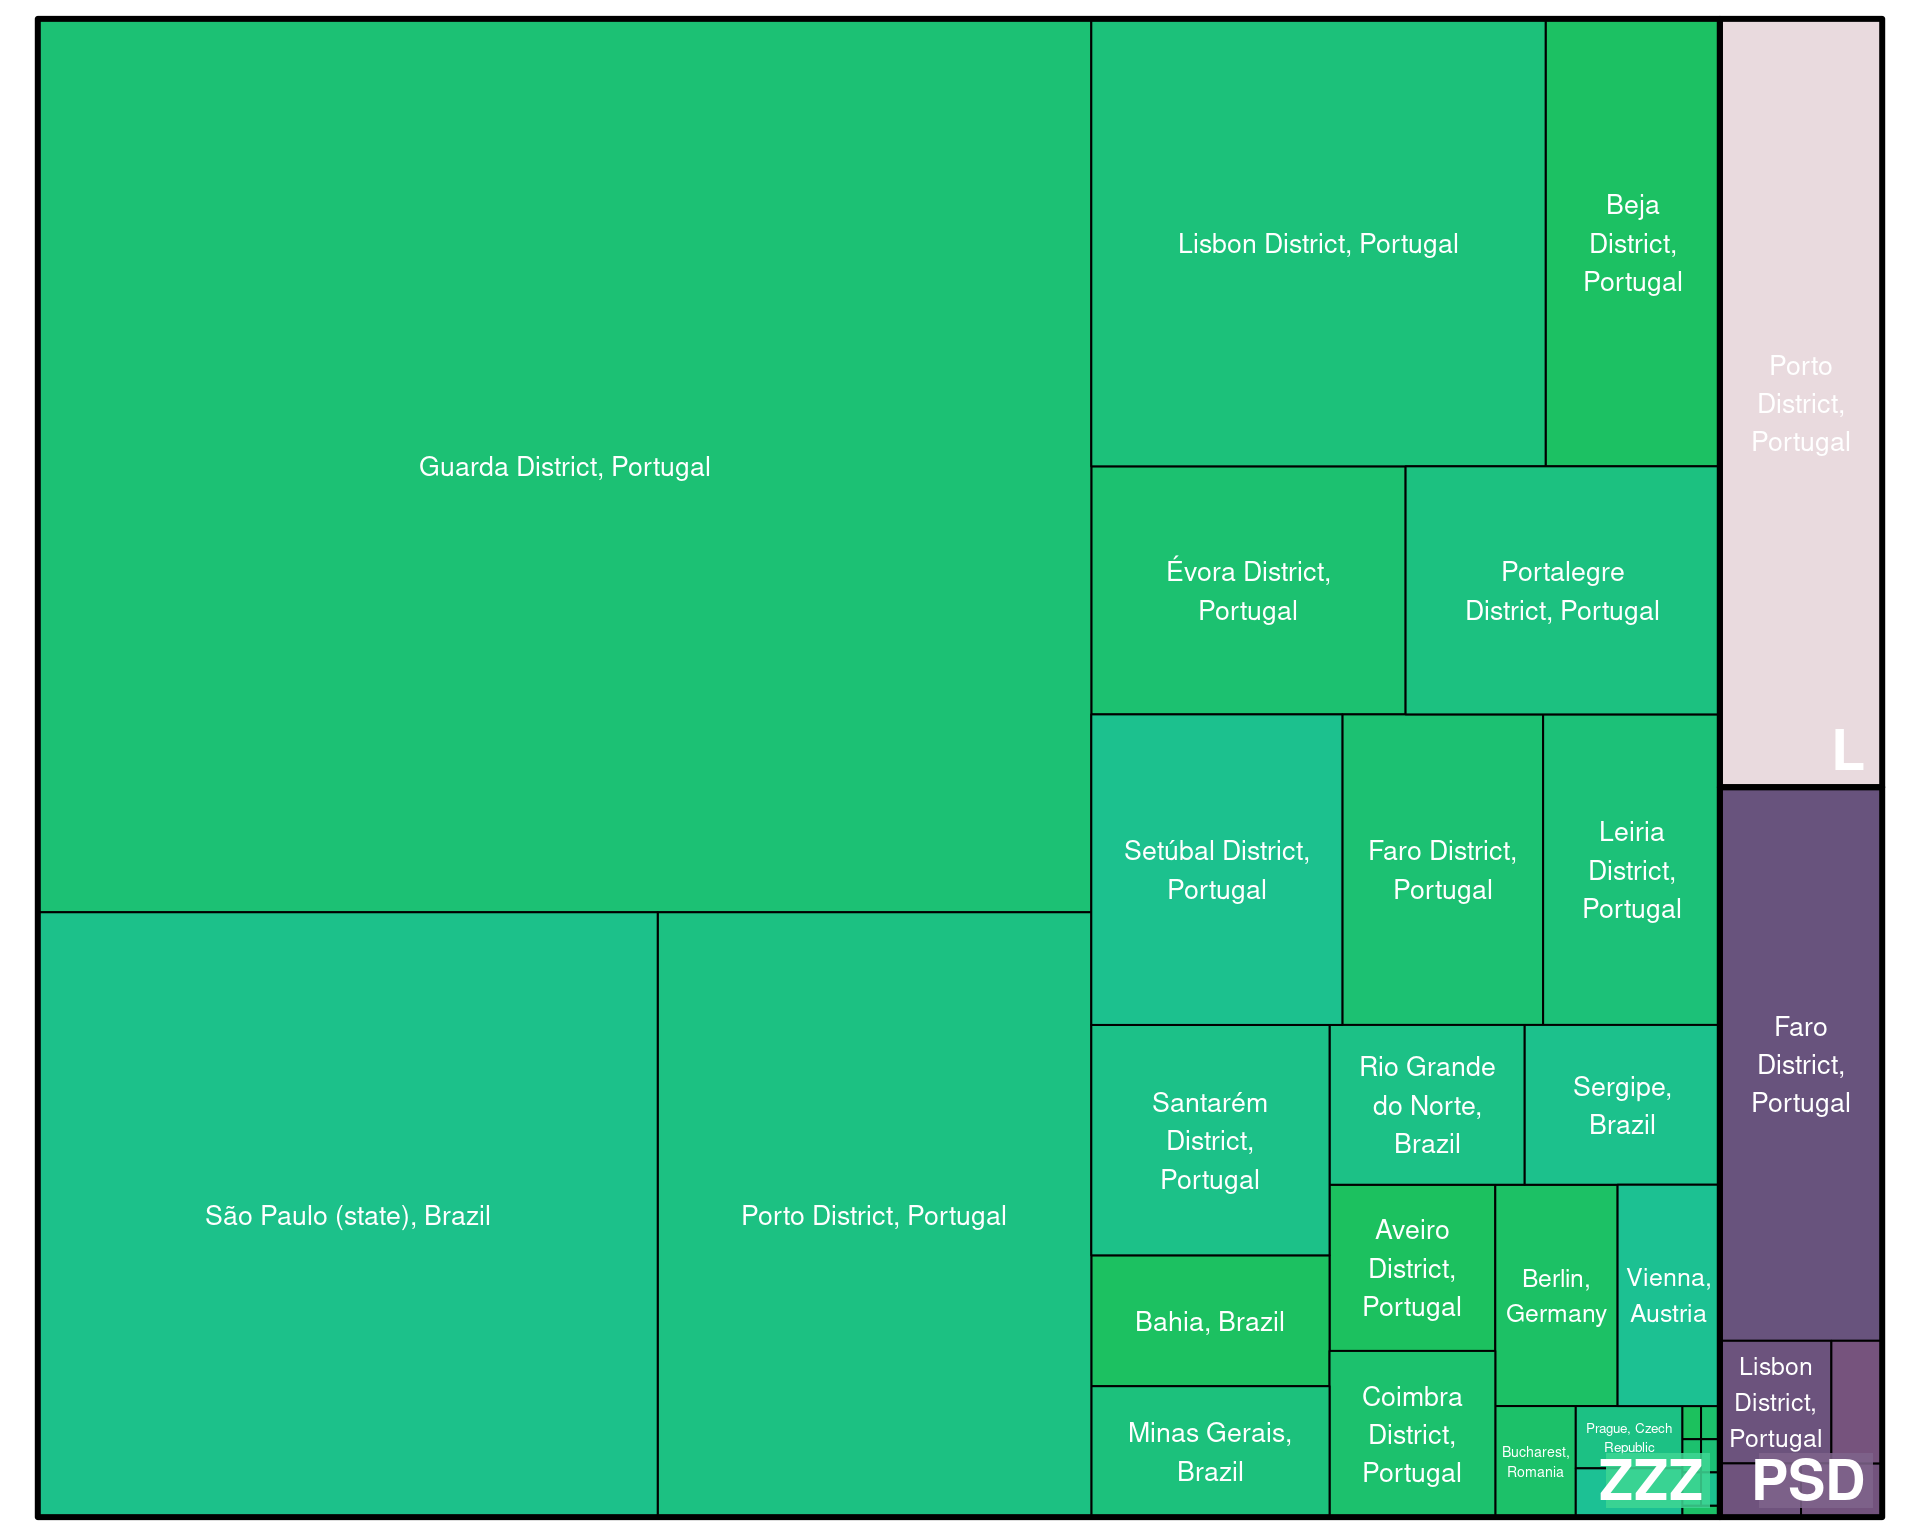 Guarda District, Portugal
Lisbon District, Portugal
Beja
District,
Portugal
Porto
District,
Portugal
L
Évora District,
Portugal
Portalegre
District, Portugal
Setúbal District,
Portugal
Faro District,
Portugal
Leiria
District,
Portugal
São Paulo (state), Brazil
Porto District, Portugal
Santarém
District,
Portugal
Rio Grande
do Norte,
Brazil
Sergipe,
Brazil
Bahia, Brazil
Minas Gerais,
Brazil
Aveiro
District,
Portugal
Coimbra
District,
Portugal
Berlin,
Germany
Vienna,
Austria
Bucharest,
Romania
Prague, Czech
Republic
ZZZ
Faro
District,
Portugal
Lisbon
District,
Portugal
PSD